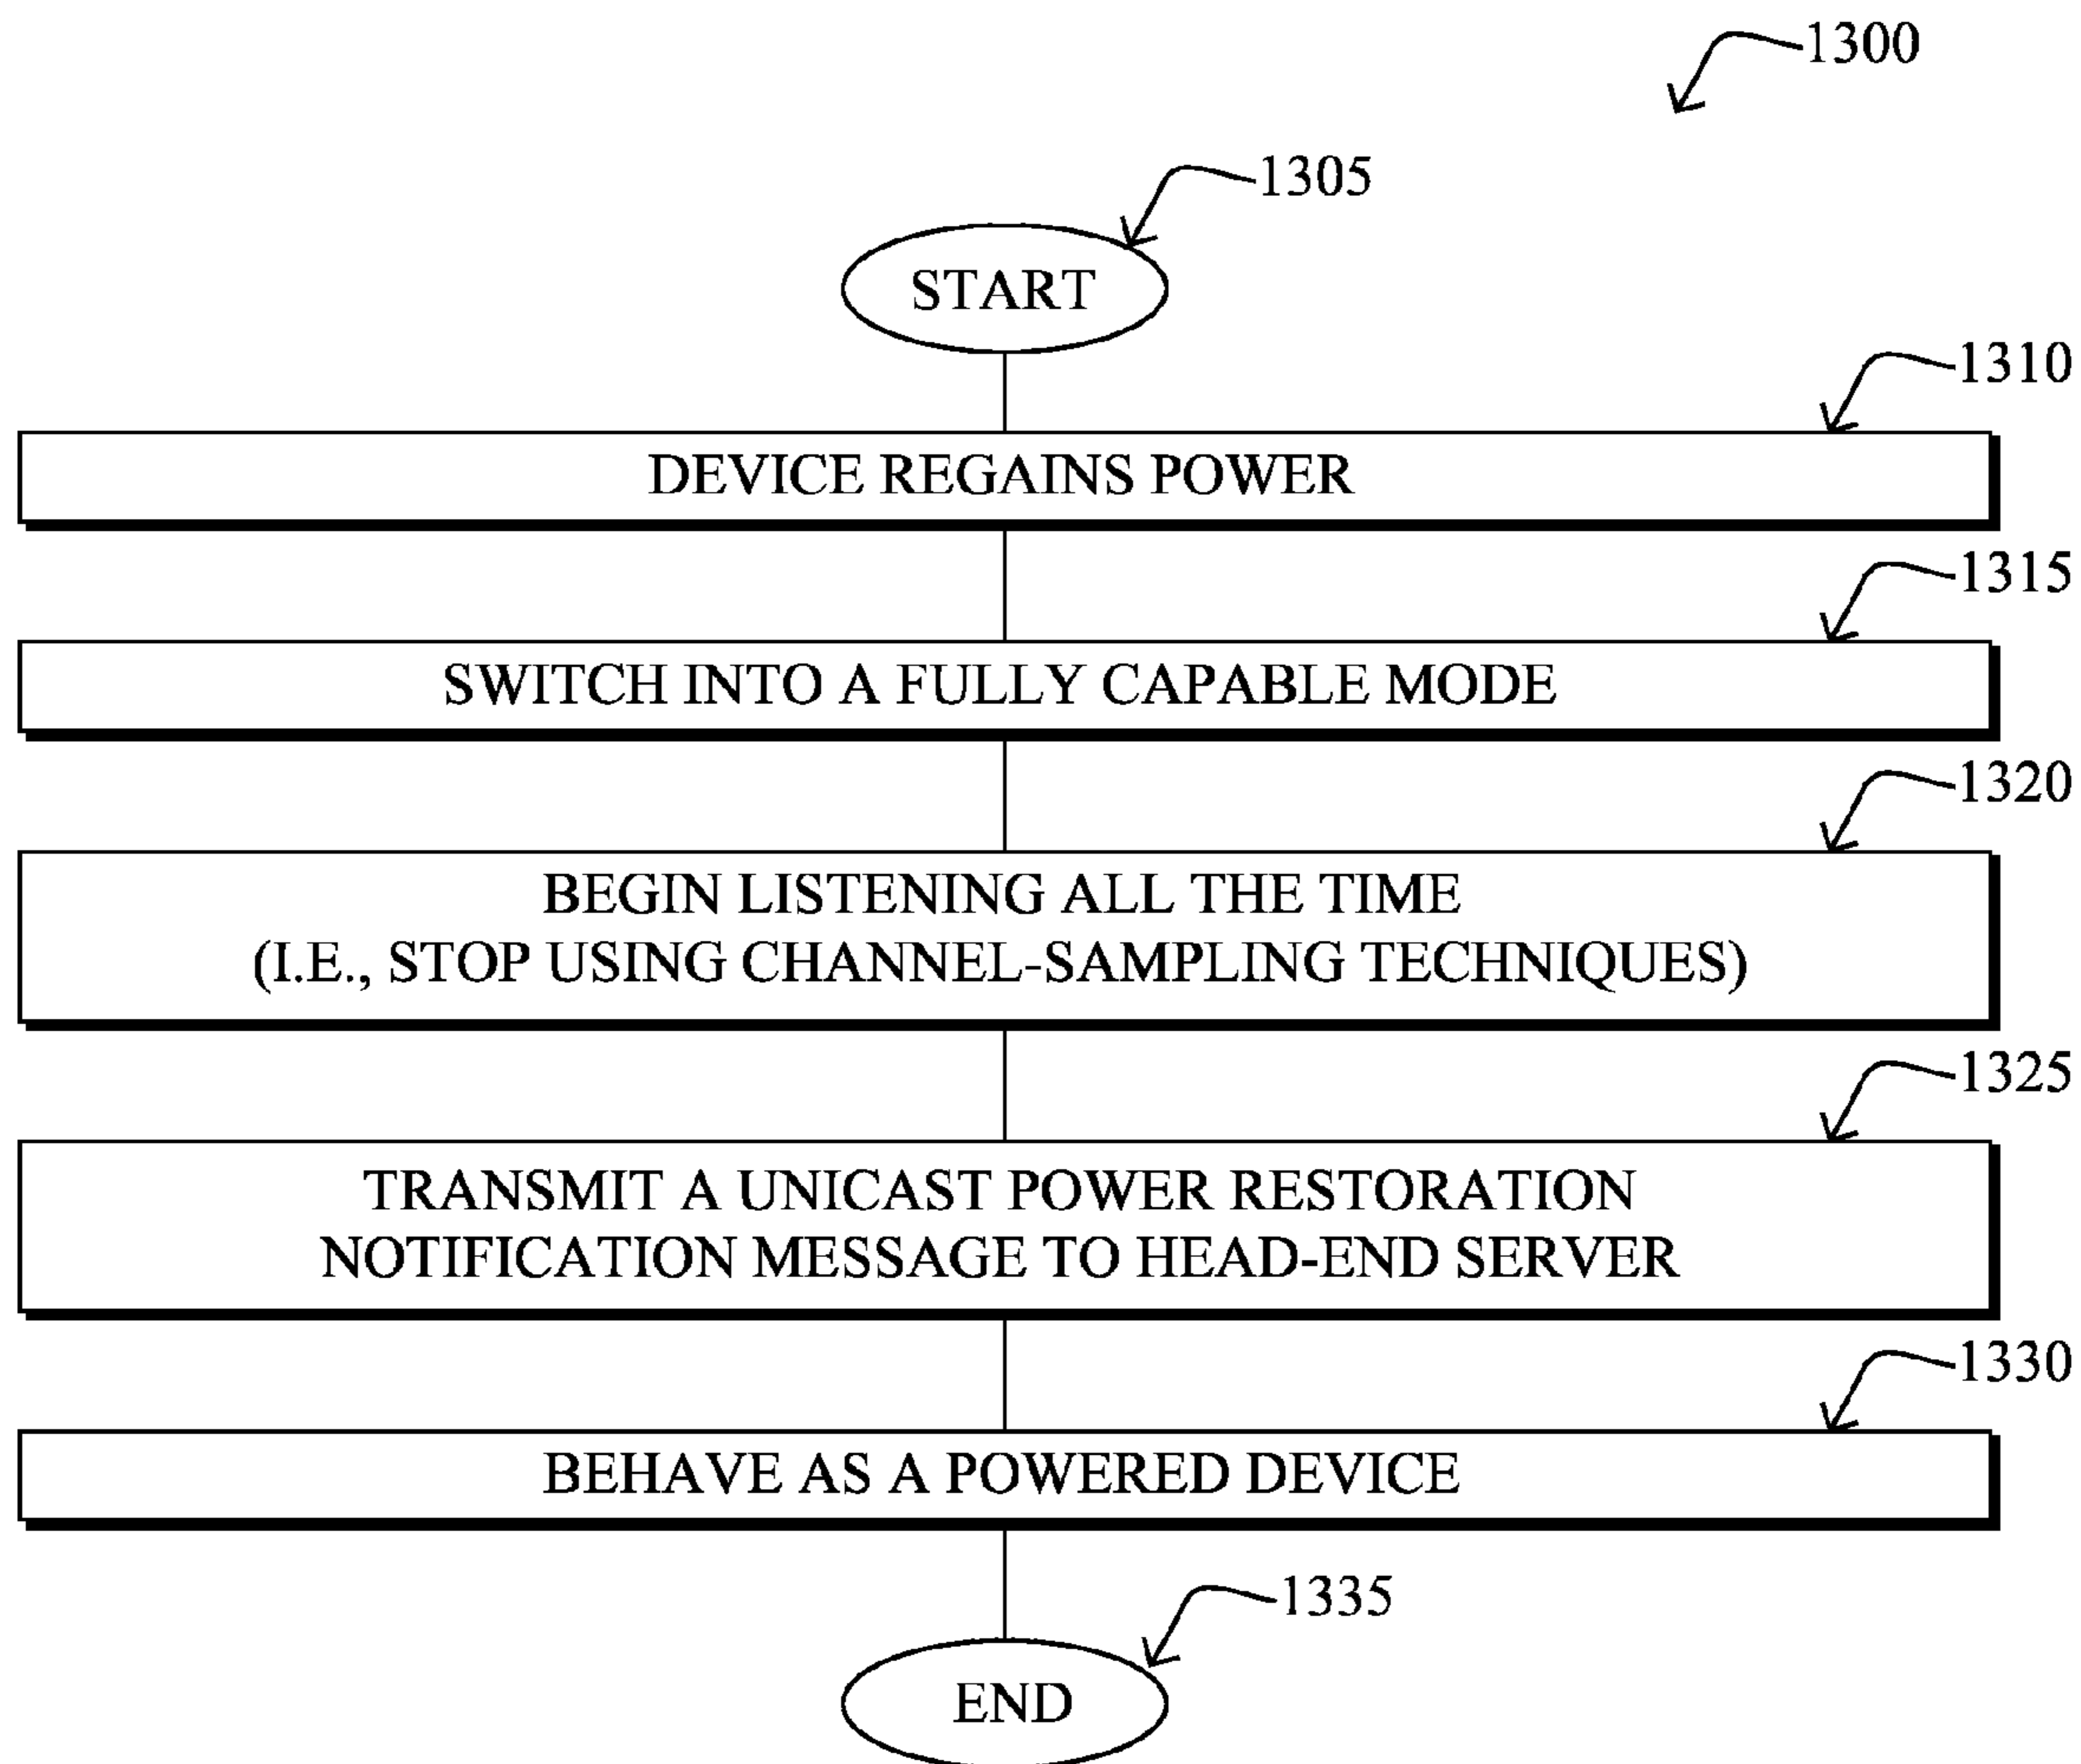 1300
1305
START
1310
DEVICE REGAINS POWER
1315
SWITCH INTO A FULLY CAPABLE MODE
1320
BEGIN LISTENING ALL THE TIME
(I.E., STOP USING CHANNEL-SAMPLING TECHNIQUES)
1325
TRANSMIT A UNICAST POWER RESTORATION
NOTIFICATION MESSAGE TO HEAD-END SERVER
1330
BEHAVE AS A POWERED DEVICE
1335
END